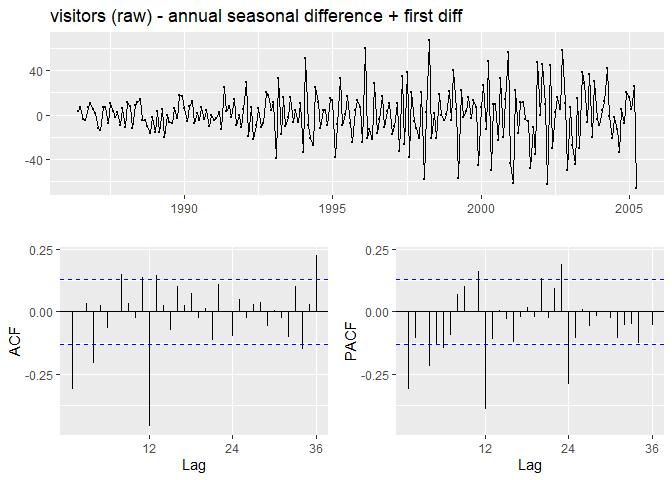 visitors (raw) - annual seasonal difference + first diff
40
0
-40
1990 1995 2000 2005
0.25
0.00
-0.25
ACF
12 24 36
Lag
0.25
0.00
-0.25
PACF
12 24 36
Lag